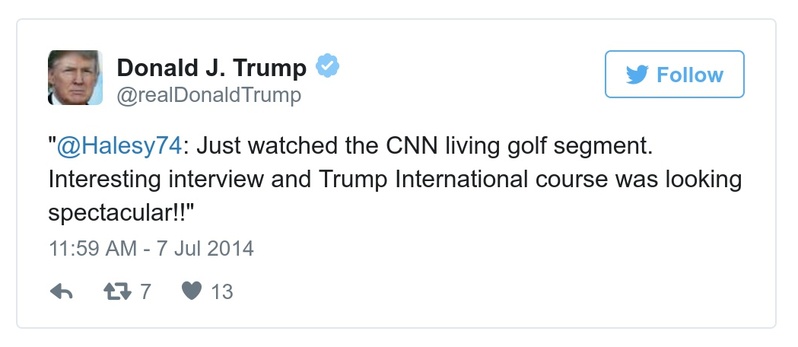 Donald J. Trump
@realDonaldTrump
Follow
"@Halesy74: Just watched the CNN living golf segment.
Interesting interview and Trump International course was looking
spectacular!!"
11:59 AM - 7 Jul 2014
7 13